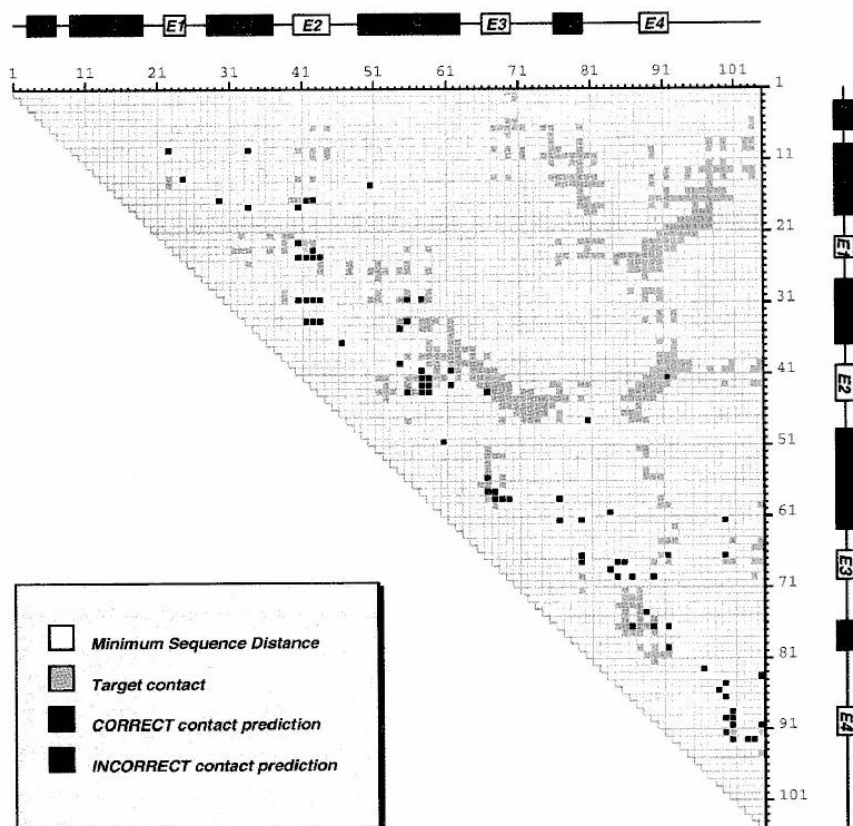 E1 E2 E3 E4
1 11 21 31 41 51 61 71 81 91 101
1
11
21
E1
31
41
E2
51
61
E3
71
81
91
E4
101
Minimum Sequence Distance
Target contact
CORRECT contact prediction
INCORRECT contact prediction